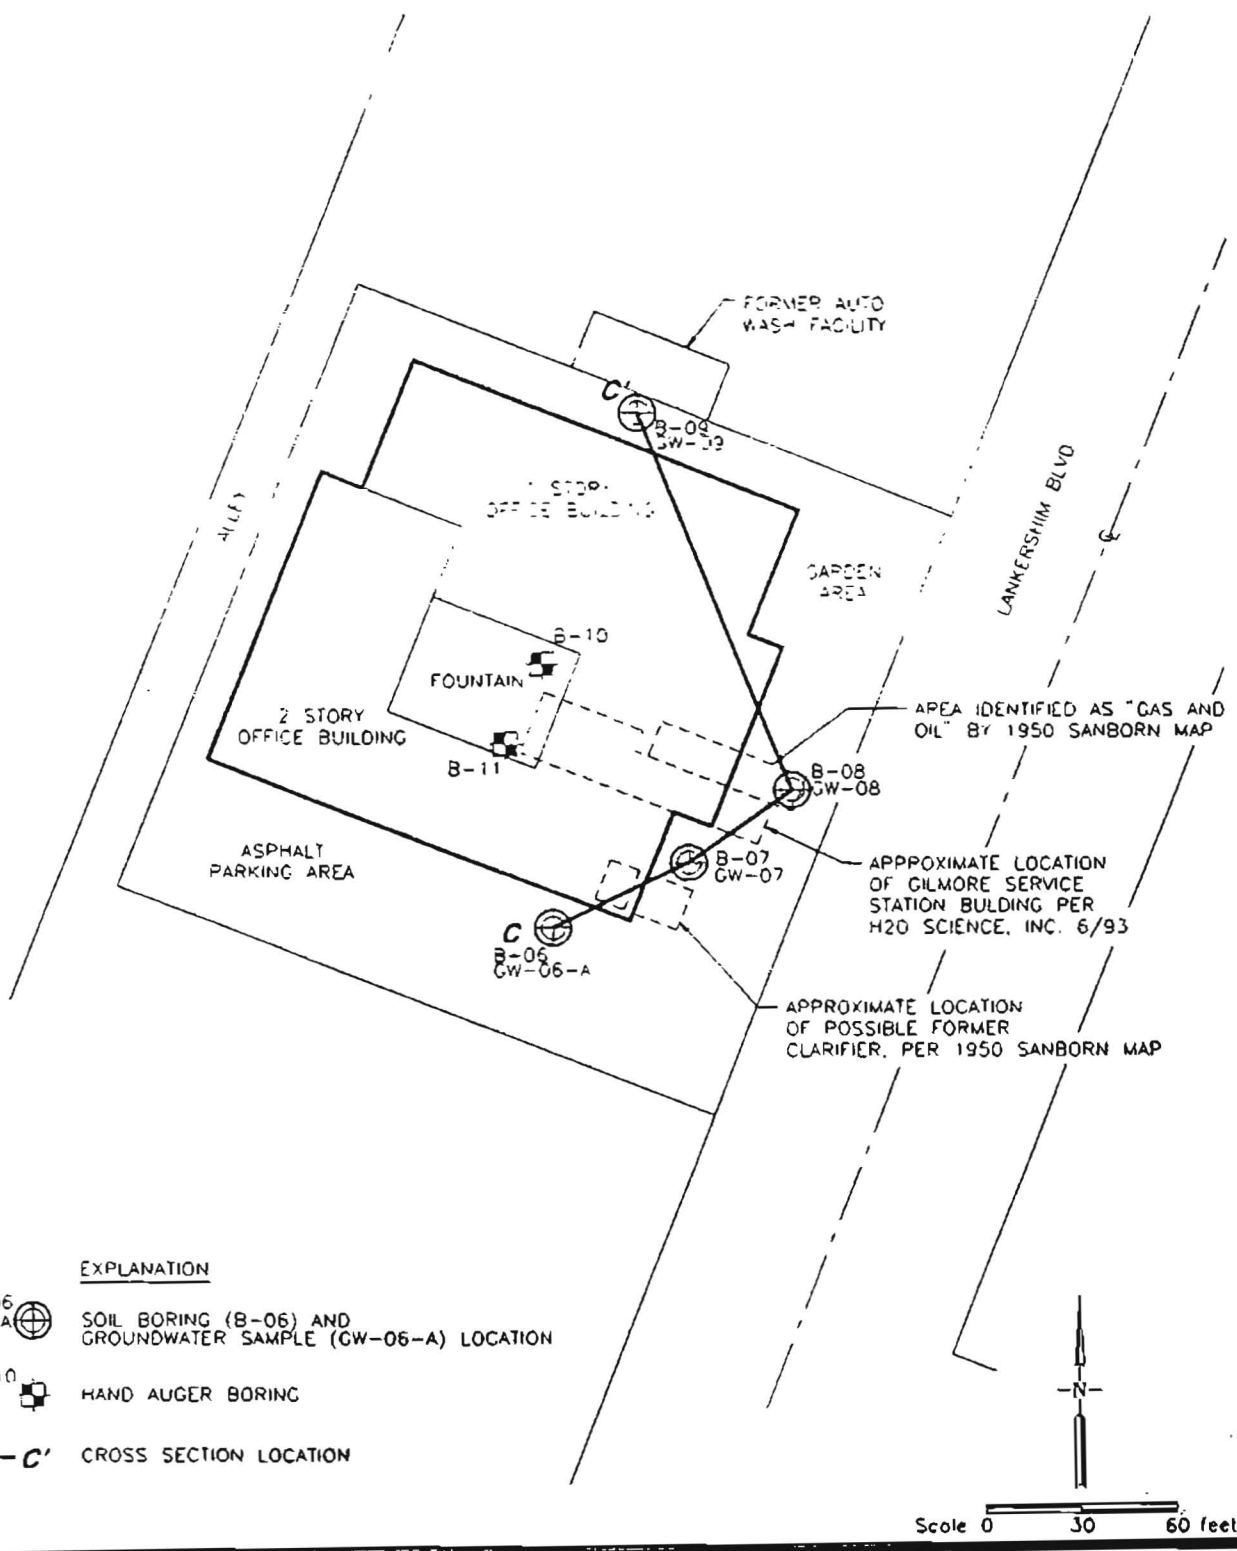 FORMER AUTO
WASH FACILITY
C'
B-09
GW-09
1 STORY
OFFICE BUILDING
ALLEY
LANKERSHIM BLVD
GARDEN
AREA
B-10
FOUNTAIN
2 STORY
OFFICE BUILDING
B-11
AREA IDENTIFIED AS "GAS AND
OIL" BY 1950 SANBORN MAP
B-08
GW-08
ASPHALT
PARKING AREA
B-07
GW-07
APPROXIMATE LOCATION
OF GILMORE SERVICE
STATION BULDING PER
H20 SCIENCE, INC. 6/93
C
B-06
GW-06-A
APPROXIMATE LOCATION
OF POSSIBLE FORMER
CLARIFIER, PER 1950 SANBORN MAP
EXPLANATION
SOIL BORING (B-06) AND
GROUNDWATER SAMPLE (GW-06-A) LOCATION
HAND AUGER BORING
-C' CROSS SECTION LOCATION
N
Scale 0 30 60 feet